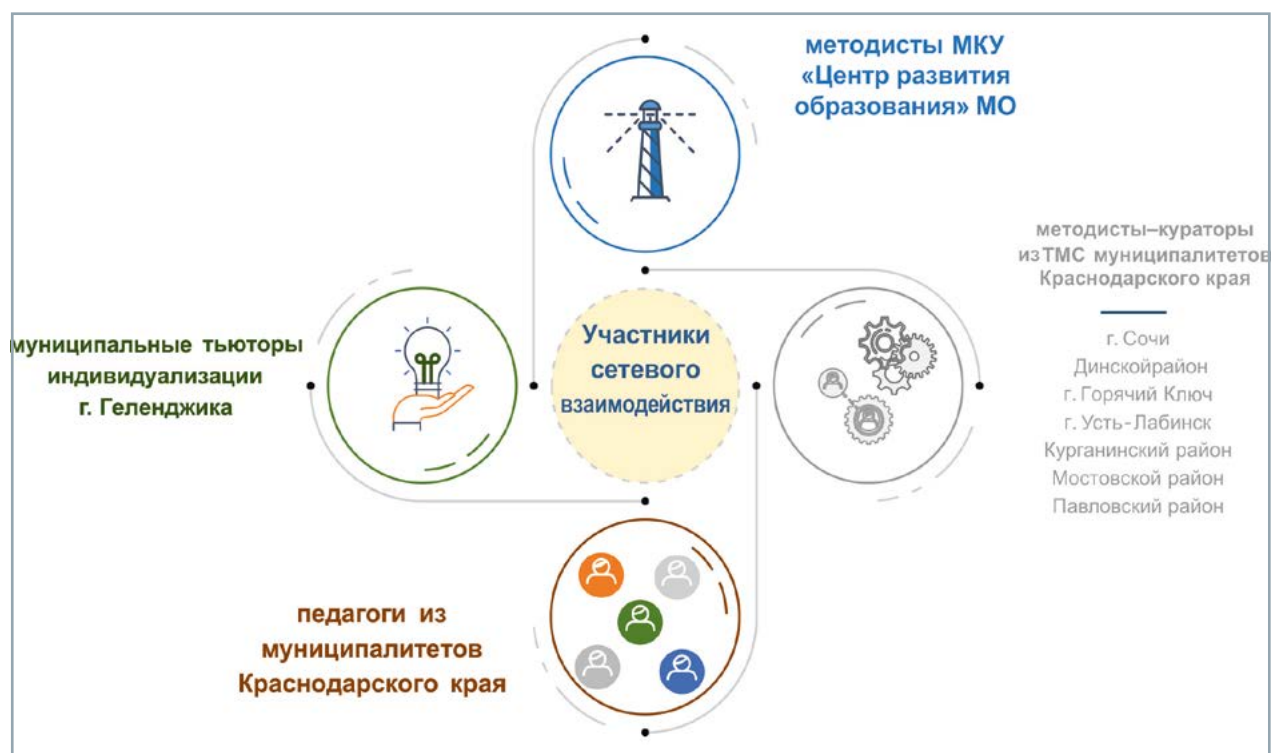 методисты МКУ
«Центр развития
образования» МО
методисты–кураторы
из ТМС муниципалитетов
Краснодарского края
г. Сочи
Динскойрайон
г. Горячий Ключ
г. Усть-Лабинск
Курганинский район
Мостовской район
Павловский район
Участники
сетевого
взаимодействия
муниципальные тьюторы
индивидуализации
г. Геленджика
педагоги из
муниципалитетов
Краснодарского края